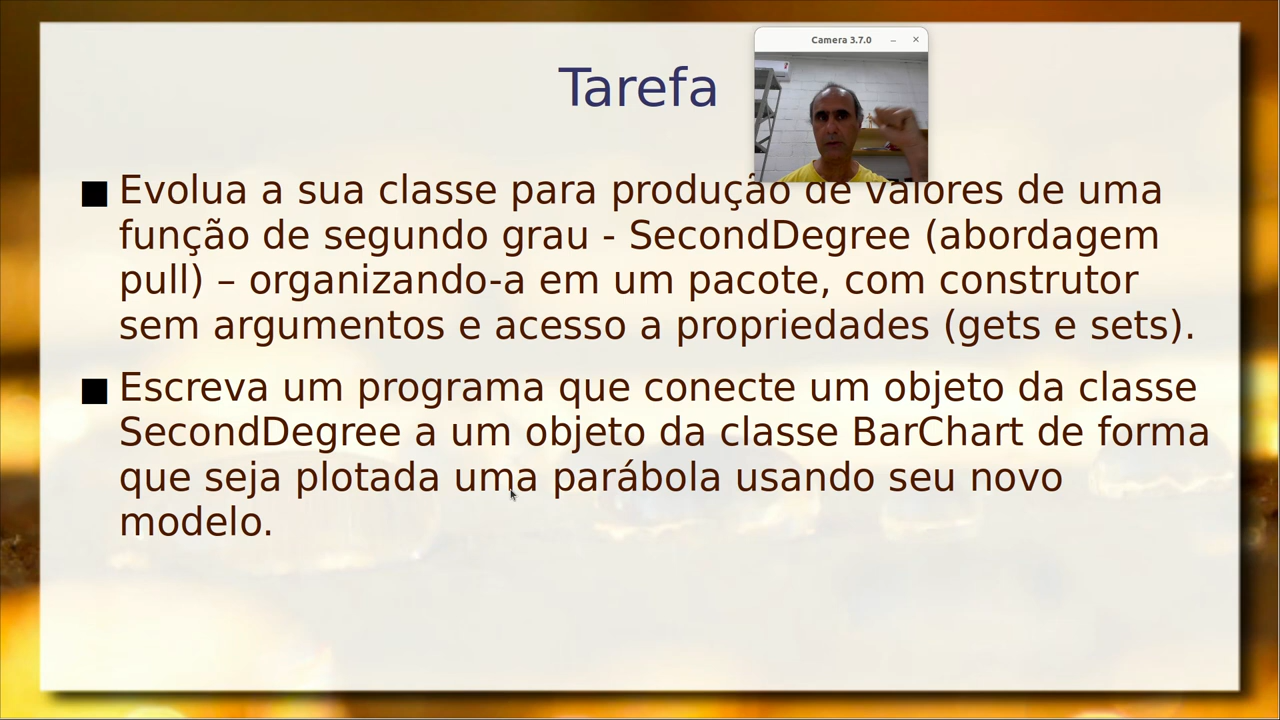 Camera 3.7.0
Tarefa
Evolua a sua classe para produção de valores de uma
função de segundo grau - SecondDegree (abordagem
pull) – organizando-a em um pacote, com construtor
sem argumentos e acesso a propriedades (gets e sets).
Escreva um programa que conecte um objeto da classe
SecondDegree a um objeto da classe BarChart de forma
que seja plotada uma parábola usando seu novo
modelo.